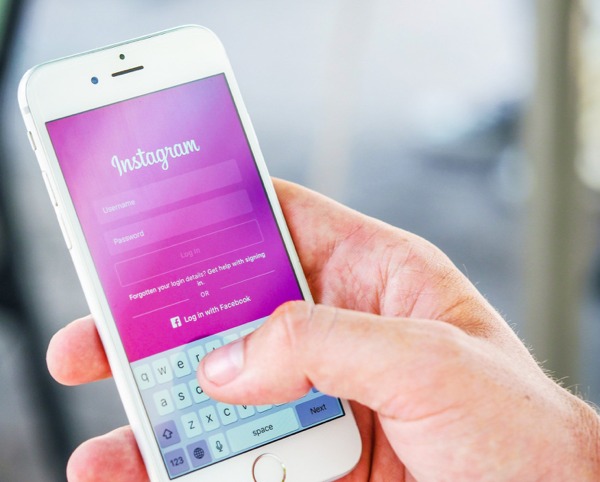 Instagram
Username
Password
Log in
Forgotten your login details? Get help with signing
in.
OR
Log in with Facebook
q w e r
a s d
z x c v
123 space Next